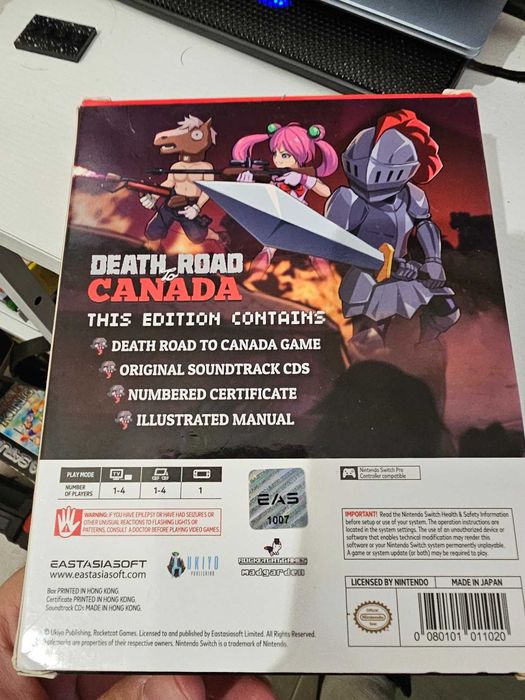 DEATH ROAD
To
CANADA
THIS EDITION CONTAINS
DEATH ROAD TO CANADA GAME
ORIGINAL SOUNDTRACK CDS
NUMBERED CERTIFICATE
ILLUSTRATED MANUAL
PLAY MODE TV
NUMBER OF PLAYERS 1-4 1-4 1
EAS
1007
Nintendo Switch Pro
Controller compatible
WARNING: IF YOU HAVE EPILEPSY OR HAVE HAD SEIZURES OR
OTHER UNUSUAL REACTIONS TO FLASHING LIGHTS OR
PATTERNS, CONSULT A DOCTOR BEFORE PLAYING VIDEO GAMES.
IMPORTANT! Read the Nintendo Switch Health & Safety Information
before setup or use of your system. The operation instructions are
located in the system settings. The use of an unauthorized device or
software that enables technical modification may render this
software or your Nintendo Switch system permanently unplayable.
A game or system update (or both) may be required to play.
EASTASIASOFT
www.eastasiasoft.com
UKIYO
PUBLISHING
ROCKETCATGAMES
madgarden
LICENSED BY NINTENDO MADE IN JAPAN
Box PRINTED IN HONG KONG.
Certificate PRINTED IN HONG KONG.
Soundtrack CDs MADE IN HONG KONG.
Official
Nintendo
Seal
0 080101 011020
© Ukiyo Publishing, Rocketcat Games. Licensed to and published by Eastasiasoft Limited. All Rights Reserved.
Trademarks are properties of their respective owners. Nintendo Switch is a trademark of Nintendo.